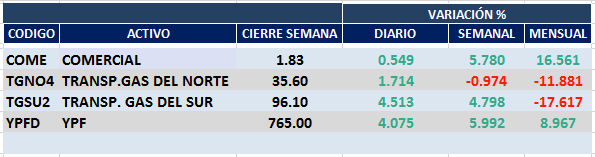 VARIACIÓN %
CODIGO ACTIVO CIERRE SEMANA DIARIO SEMANAL MENSUAL
COME COMERCIAL 1.83 0.549 5.780 16.561
TGNO4 TRANSP.GAS DEL NORTE 35.60 1.714 -0.974 -11.881
TGSU2 TRANSP. GAS DEL SUR 96.10 4.513 4.798 -17.617
YPFD YPF 765.00 4.075 5.992 8.967